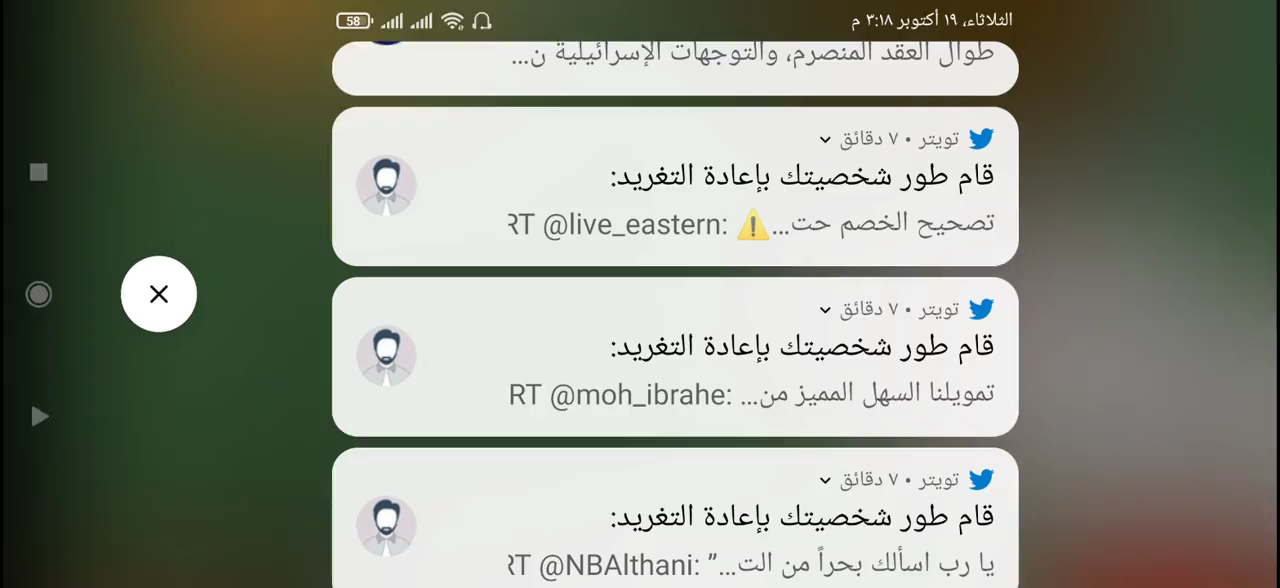 الثلاثاء، ١٩ أكتوبر ٣:١٨ م
58
طوال العقد المنصرم، والتوجهات الإسرائيلية ن...
تويتر • ٧ دقائق
قام طور شخصيتك بإعادة التغريد:
RT @live_eastern: ⚠️ تصحيح الخصم حت...
تويتر • ٧ دقائق
قام طور شخصيتك بإعادة التغريد:
RT @moh_ibrahe: تمويلنا السهل المميز من...
تويتر • ٧ دقائق
قام طور شخصيتك بإعادة التغريد:
RT @NBAlthani: ”يا رب اسألك بحراً من الت...